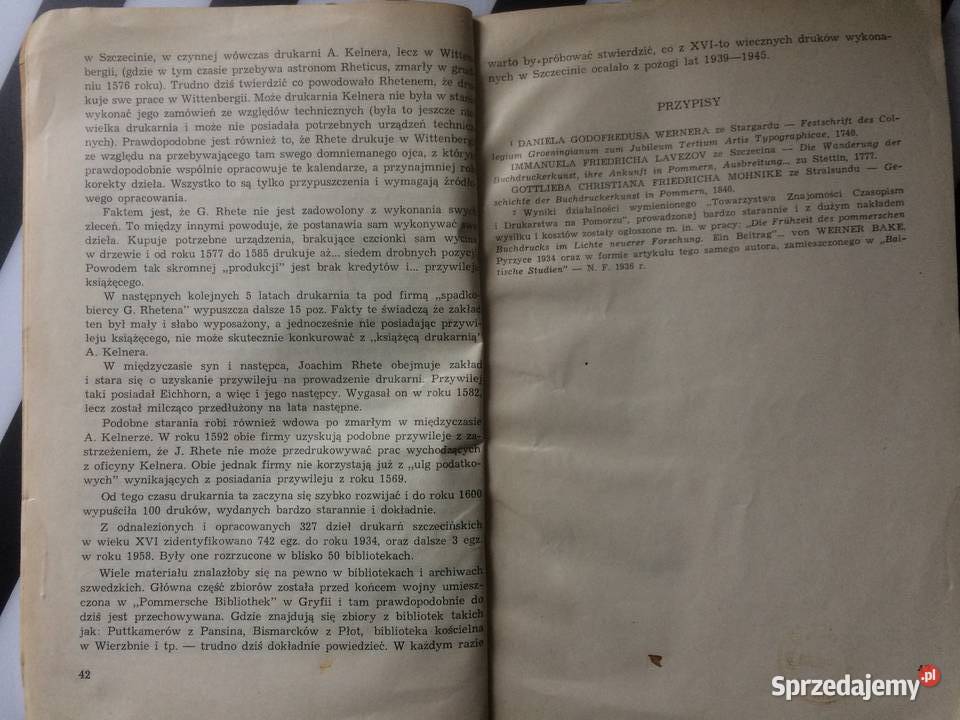 w Szczecinie, w czynnej wówczas drukarni A. Kelnera, lecz w Witten-
bergii, (gdzie w tym czasie przebywa astronom Rheticus, zmarły w grud-
niu 1576 roku). Trudno dziś twierdzić co powodowało Rhetenem, że dru-
kuje swe prace w Wittenbergii. Może drukarnia Kelnera nie była w stanie
wykonać jego zamówień ze względów technicznych (była to jeszcze nie-
wielka drukarnia i może nie posiadała potrzebnych urządzeń technicz-
nych). Prawdopodobne jest również to, że Rhete drukuje w Wittenbergii
ze względu na przebywającego tam swego domniemanego ojca, z którym
prawdopodobnie wspólnie opracowuje te kalendarze, a przynajmniej robi
korekty dzieła. Wszystko to są tylko przypuszczenia i wymagają źródło-
wego opracowania.
Faktem jest, że G. Rhete nie jest zadowolony z wykonania swych
zleceń. To między innymi powoduje, że postanawia sam wykonywać swe
dzieła. Kupuje potrzebne urządzenia, brakujące czcionki sam wycina
w drzewie i od roku 1577 do 1585 drukuje aż... siedem drobnych pozycji.
Powodem tak skromnej „produkcji" jest brak kredytów i... przywileju
książęcego.
W następnych kolejnych 5 latach drukarnia ta pod firmą „spadko-
biercy G. Rhetena" wypuszcza dalsze 15 poz. Fakty te świadczą że zakład
ten był mały i słabo wyposażony, a jednocześnie nie posiadając przywi-
leju książęcego, nie może skutecznie konkurować z „książęcą drukarnią"
A. Kelnera.
W międzyczasie syn i następca, Joachim Rhete obejmuje zakład
i stara się o uzyskanie przywileju na prowadzenie drukarni. Przywilej
taki posiadał Eichhorn, a więc i jego następcy. Wygasał on w roku 1582,
lecz został milcząco przedłużony na lata następne.
Podobne starania robi również wdowa po zmarłym w międzyczasie
A. Kelnerze. W roku 1592 obie firmy uzyskują podobne przywileje z za-
strzeżeniem, że J. Rhete nie może przedrukowywać prac wychodzących
z oficyny Kelnera. Obie jednak firmy nie korzystają już z „ulg podatko-
wych" wynikających z posiadania przywileju z roku 1569.
Od tego czasu drukarnia ta zaczyna się szybko rozwijać i do roku 1600
wypuściła 100 druków, wydanych bardzo starannie i dokładnie.
Z odnalezionych i opracowanych 327 dzieł drukarń szczecińskich
w wieku XVI zidentyfikowano 742 egz. do roku 1934, oraz dalsze 3 egz.
w roku 1958. Były one rozrzucone w blisko 50 bibliotekach.
Wiele materiału znalazłoby się na pewno w bibliotekach i archiwach
szwedzkich. Główna część zbiorów została przed końcem wojny umiesz-
czona w „Pommersche Bibliothek" w Gryfii i tam prawdopodobnie do
dziś jest przechowywana. Gdzie znajdują się zbiory z bibliotek takich
jak: Puttkamerów z Pansina, Bismarcków z Płot, biblioteka kościelna
w Wierzbnie i tp. — trudno dziś dokładnie powiedzieć. W każdym razie
42
warto by próbować stwierdzić, co z XVI-to wiecznych druków wykona-
nych w Szczecinie ocalało z pożogi lat 1939—1945.
PRZYPISY
1 DANIELA GODOFREDUSA WERNERA ze Stargardu — Festschrift des Col-
legium Groeningianum zum Jubileum Tertium Artis Typographicae, 1740.
IMMANUELA FRIEDRICHA LAVEZOV ze Szczecina — Die Wanderung der
Buchdruckerkunst, ihre Ankunft in Pommern, Ausbreitung... zu Stettin, 1777.
GOTTLIEBA CHRISTIANA FRIEDRICHA MOHNIKE ze Stralsundu — Ge-
schichte der Buchdruckerkunst in Pommern, 1840.
2 Wyniki działalności wymienionego „Towarzystwa Znajomości Czasopism
i Drukarstwa na Pomorzu", prowadzonej bardzo starannie i z dużym nakładem
wysiłku i kosztów zostały ogłoszone m. in. w pracy: „Die Frühzeit des pommerschen
Buchdrucks im Lichte neuerer Forschung. Ein Beitrag"... von WERNER BAKE,
Pyrzyce 1934 oraz w formie artykułu tego samego autora, zamieszczonego w „Bal-
tische Studien" — N. F. 1936 r.
Sprzedajemy.pl